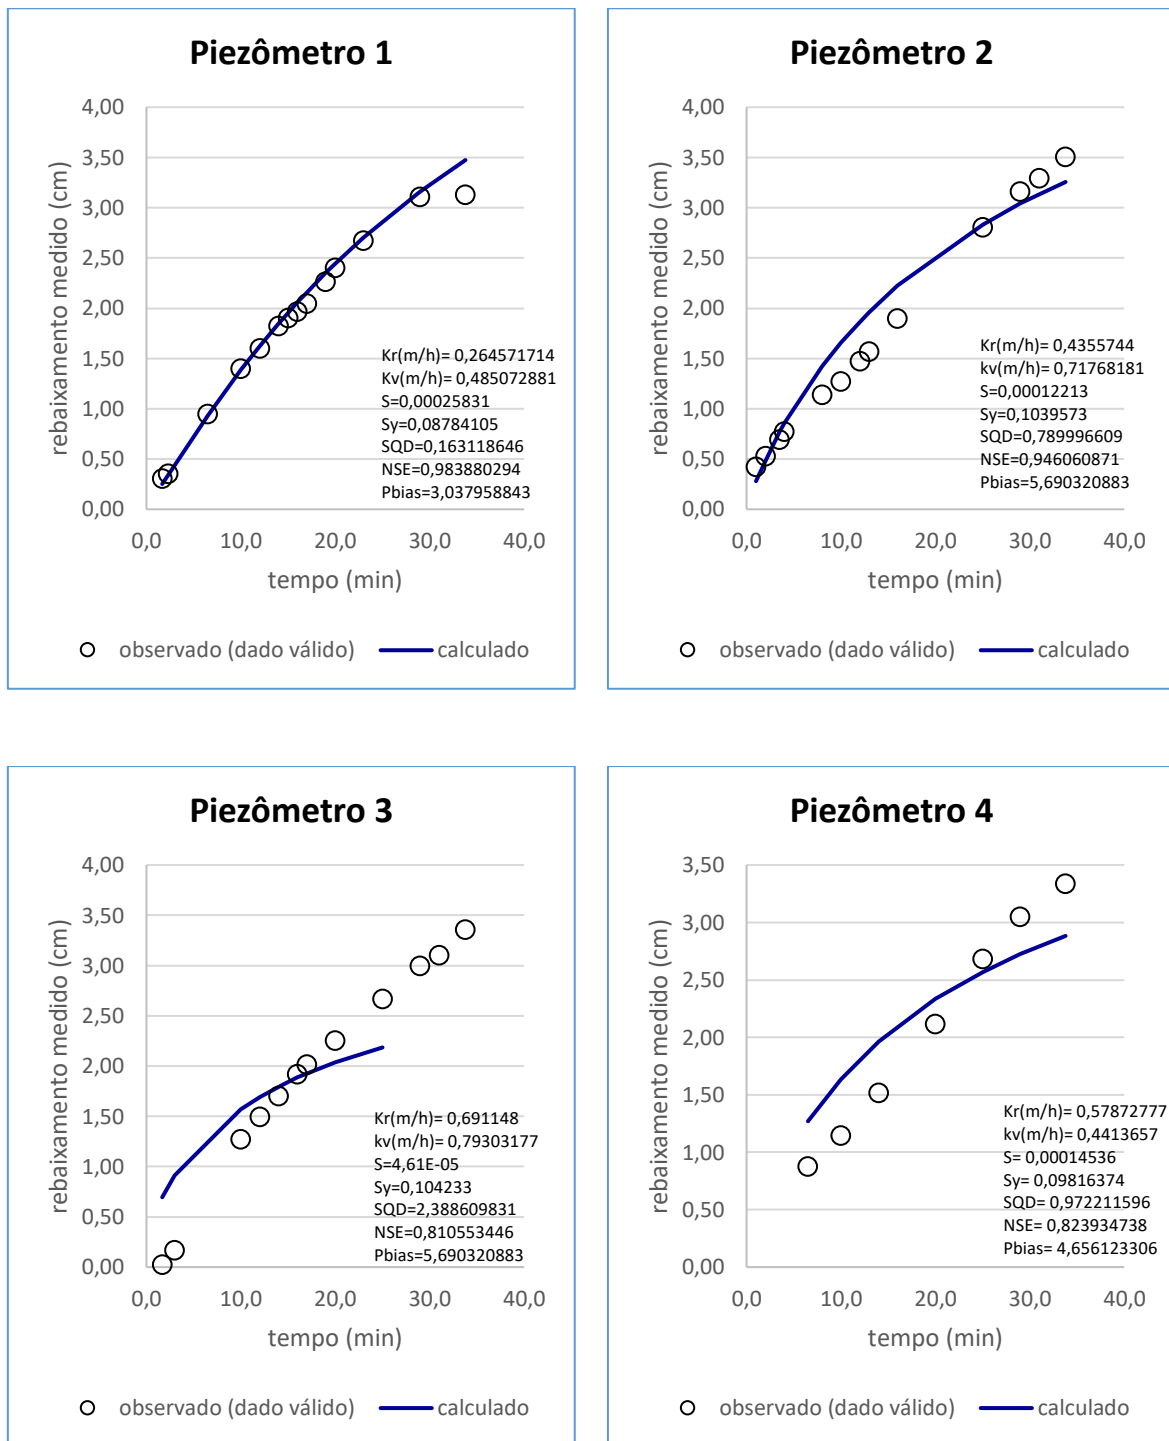 Piezômetro 1
4,00
3,50
3,00
2,50
2,00
1,50
1,00
0,50
0,00
rebaixamento medido (cm)
Kr(m/h)= 0,264571714
Kv(m/h)= 0,485072881
S=0,00025831
Sy=0,08784105
SQD=0,163118646
NSE=0,983880294
Pbias=3,037958843
0,0 10,0 20,0 30,0 40,0
tempo (min)
observado (dado válido) calculado
Piezômetro 2
4,00
3,50
3,00
2,50
2,00
1,50
1,00
0,50
0,00
rebaixamento medido (cm)
Kr(m/h)= 0,4355744
kv(m/h)= 0,71768181
S=0,00012213
Sy=0,1039573
SQD=0,789996609
NSE=0,946060871
Pbias=5,690320883
0,0 10,0 20,0 30,0 40,0
tempo (min)
observado (dado válido) calculado
Piezômetro 3
4,00
3,50
3,00
2,50
2,00
1,50
1,00
0,50
0,00
rebaixamento medido (cm)
Kr(m/h)= 0,691148
kv(m/h)= 0,79303177
S=4,61E-05
Sy=0,104233
SQD=2,388609831
NSE=0,810553446
Pbias=5,690320883
0,0 10,0 20,0 30,0 40,0
tempo (min)
observado (dado válido) calculado
Piezômetro 4
3,50
3,00
2,50
2,00
1,50
1,00
0,50
0,00
rebaixamento medido (cm)
Kr(m/h)= 0,57872777
kv(m/h)= 0,4413657
S= 0,00014536
Sy= 0,09816374
SQD= 0,972211596
NSE= 0,823934738
Pbias= 4,656123306
0,0 10,0 20,0 30,0 40,0
tempo (min)
observado (dado válido) calculado